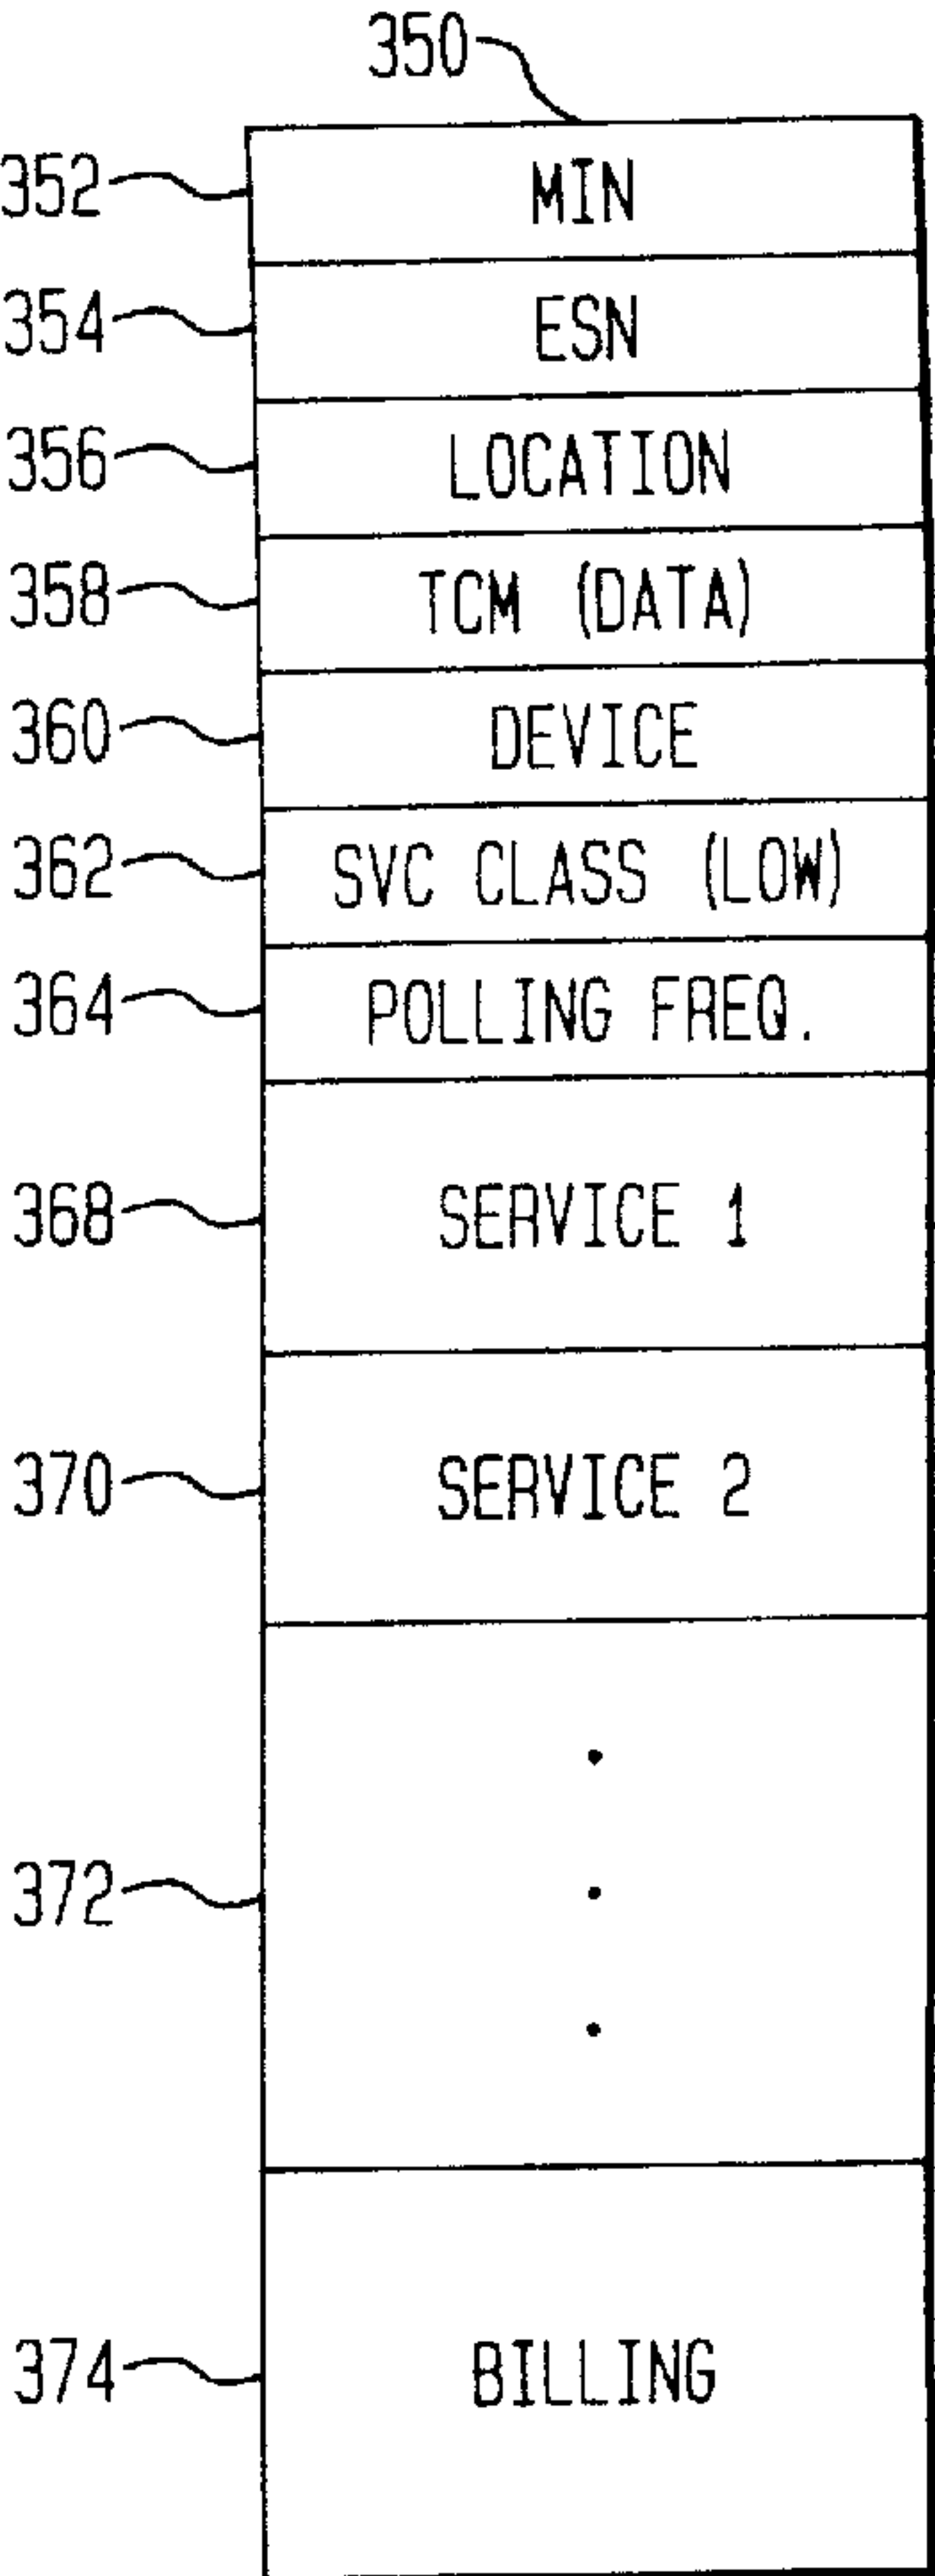 350
352 MIN
354 ESN
356 LOCATION
358 TCM (DATA)
360 DEVICE
362 SVC CLASS (LOW)
364 POLLING FREQ.
368 SERVICE 1
370 SERVICE 2
372
374 BILLING